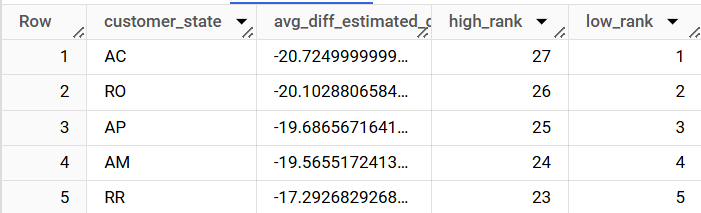 Row customer_state avg_diff_estimated_d high_rank low_rank
1 AC -20.7249999999... 27 1
2 RO -20.1028806584... 26 2
3 AP -19.6865671641... 25 3
4 AM -19.5655172413... 24 4
5 RR -17.2926829268... 23 5